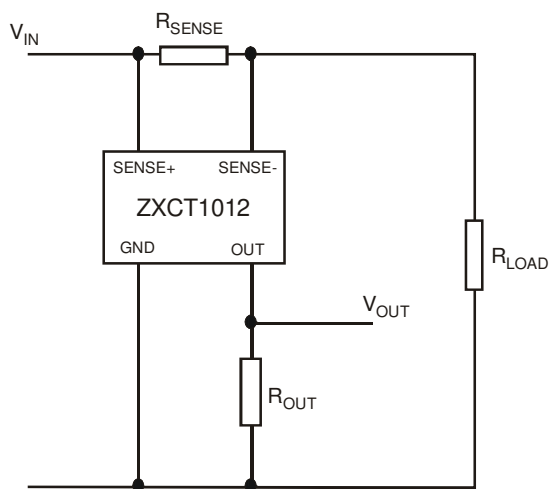 R_SENSE
V_IN
SENSE+ SENSE-
ZXCT1012
GND OUT
R_LOAD
V_OUT
R_OUT